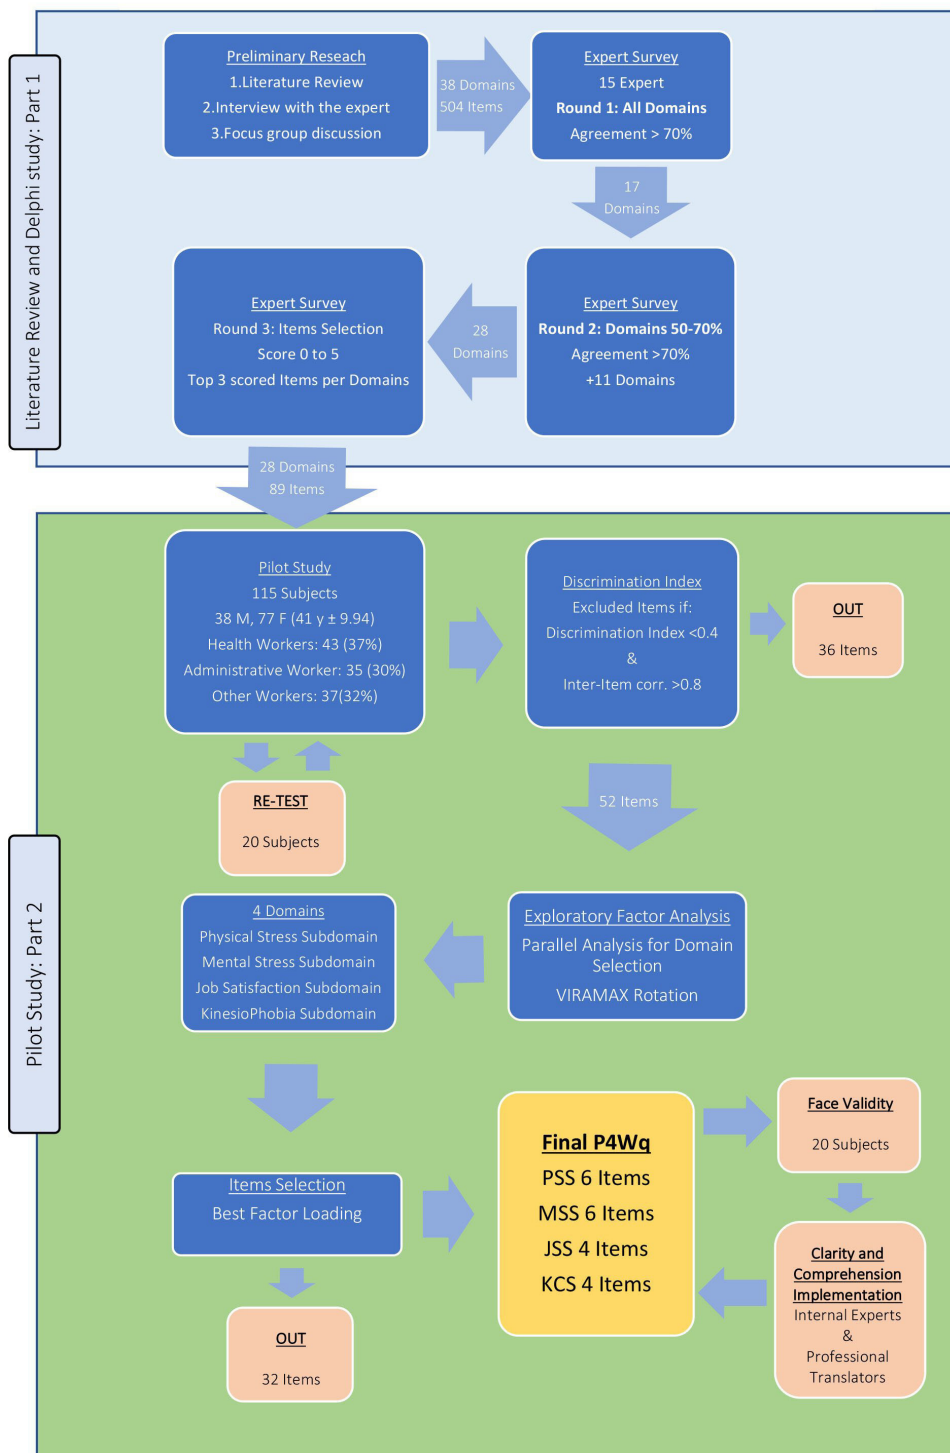 Literature Review and Delphi study: Part 1
Preliminary Reseach
1.Literature Review
2.Interview with the expert
3.Focus group discussion
38 Domains
504 Items
Expert Survey
15 Expert
Round 1: All Domains
Agreement > 70%
17
Domains
Expert Survey
Round 2: Domains 50-70%
Agreement >70%
+11 Domains
28
Domains
Expert Survey
Round 3: Items Selection
Score 0 to 5
Top 3 scored Items per Domains
28 Domains
89 Items
Pilot Study: Part 2
Pilot Study
115 Subjects
38 M, 77 F (41 y ± 9.94)
Health Workers: 43 (37%)
Administrative Worker: 35 (30%)
Other Workers: 37(32%)
RE-TEST
20 Subjects
Discrimination Index
Excluded Items if:
Discrimination Index <0.4
&
Inter-Item corr. >0.8
OUT
36 Items
52 Items
Exploratory Factor Analysis
Parallel Analysis for Domain
Selection
VIRAMAX Rotation
4 Domains
Physical Stress Subdomain
Mental Stress Subdomain
Job Satisfaction Subdomain
KinesioPhobia Subdomain
Items Selection
Best Factor Loading
OUT
32 Items
Final P4Wq
PSS 6 Items
MSS 6 Items
JSS 4 Items
KCS 4 Items
Face Validity
20 Subjects
Clarity and
Comprehension
Implementation
Internal Experts
&
Professional
Translators